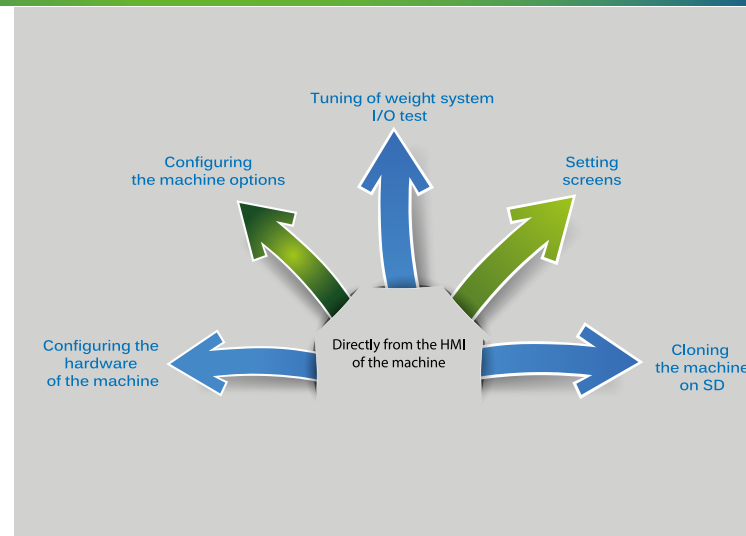 Tuning of weight system
I/O test
Configuring
the machine options
Setting
screens
Directly from the HMI
of the machine
Configuring the
hardware
of the machine
Cloning
the machine
on SD